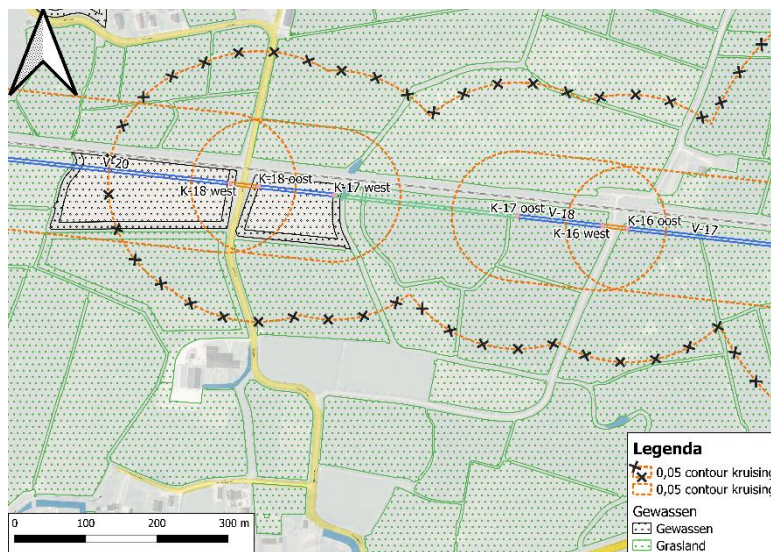 V-20
K-18 west
K-18 oost
K-17 west
K-17 oost
V-18
K-16 west
K-16 oost
V-17
Legenda
0,05 contour kruising
0,05 contour kruising
Gewassen
Gewassen
Grasland
0 100 200 300 m